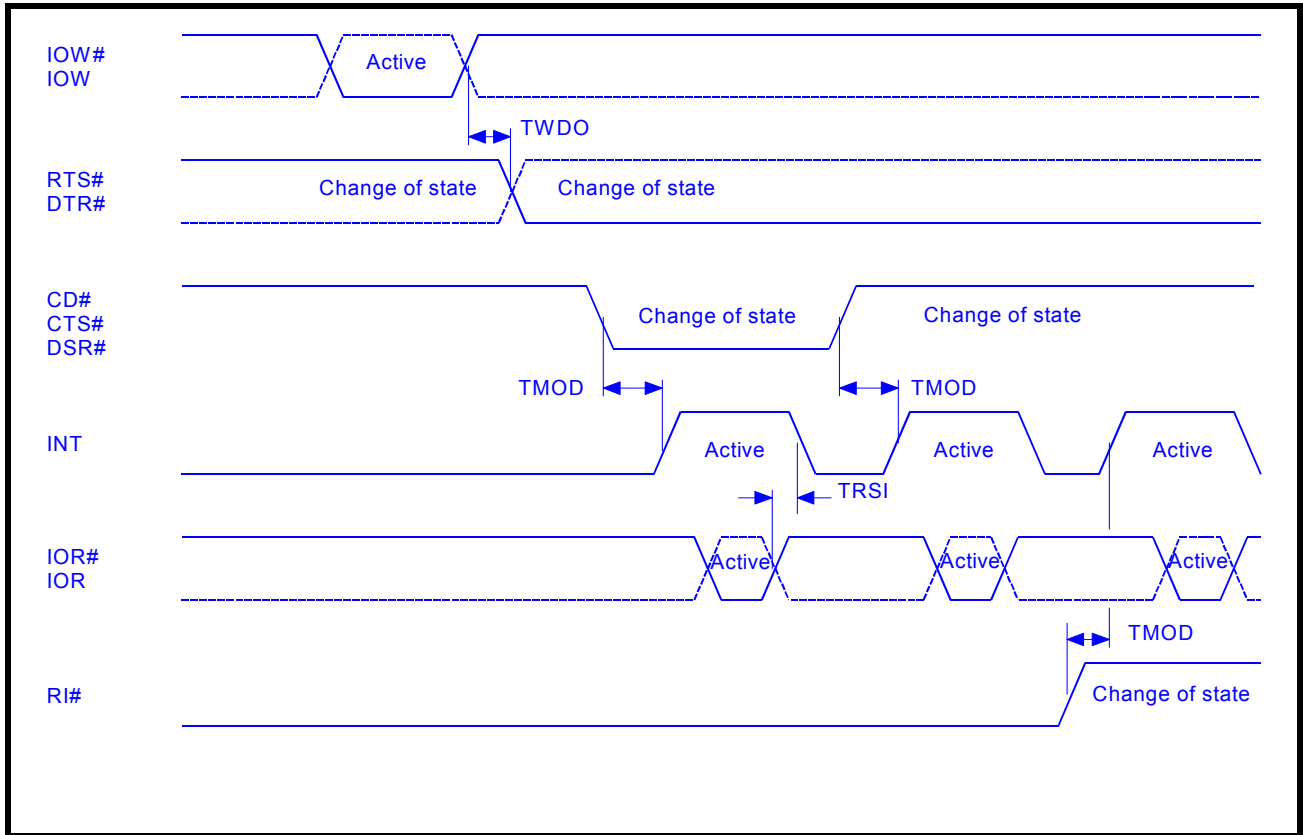 IOW#
IOW
Active
TWDO
RTS#
DTR#
Change of state
Change of state
CD#
CTS#
DSR#
Change of state
Change of state
TMOD
TMOD
INT
Active
Active
Active
TRSI
IOR#
IOR
Active
Active
Active
TMOD
RI#
Change of state